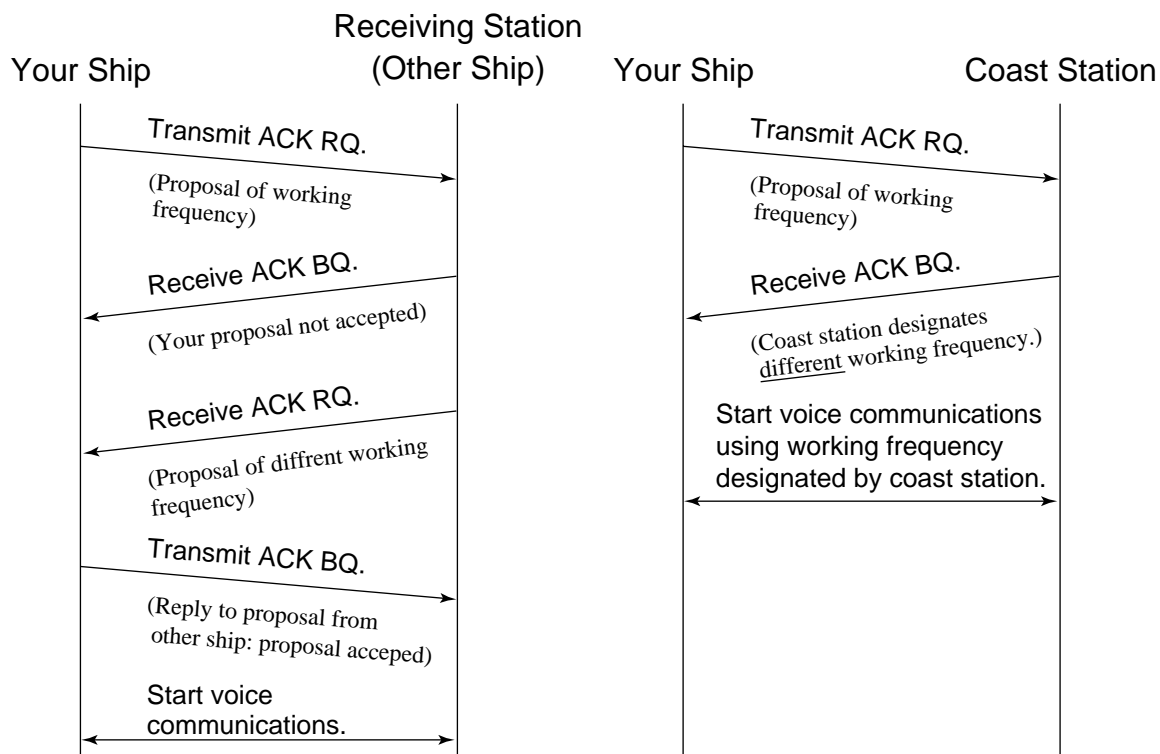 Receiving Station
Your Ship
(Other Ship)
Transmit ACK RQ.
(Proposal of working
frequency)
Receive ACK BQ.
(Your proposal not accepted)
Receive ACK RQ.
(Proposal of diffrent working
frequency)
Transmit ACK BQ.
(Reply to proposal from
other ship: proposal acceped)
Start voice
communications.
Your Ship
Coast Station
Transmit ACK RQ.
(Proposal of working
frequency)
Receive ACK BQ.
(Coast station designates
different working frequency.)
Start voice communications
using working frequency
designated by coast station.